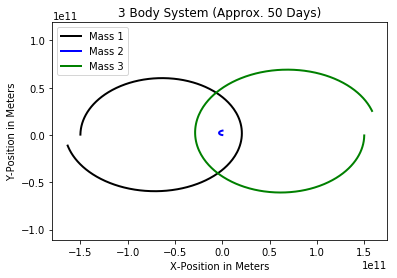 3 Body System (Approx. 50 Days)
1e11
Mass 1
Mass 2
Mass 3
Y-Position in Meters
1.0
0.5
0.0
−0.5
−1.0
−1.5 −1.0 −0.5 0.0 0.5 1.0 1.5
1e11
X-Position in Meters